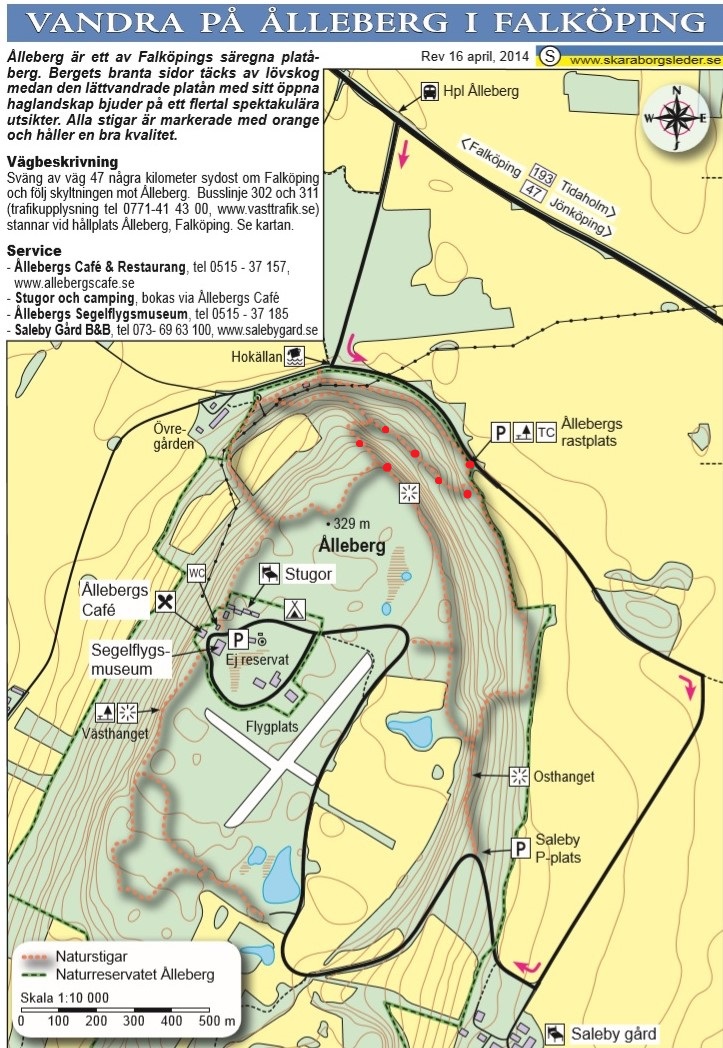 VANDRA PÅ ÅLLEBERG I FALKÖPING
Ålleberg är ett av Falköpings säregna platå-
berg. Bergets branta sidor täcks av lövskog
medan den lättvandrade platån med sitt öppna
haglandskap bjuder på ett flertal spektakulära
utsikter. Alla stigar är markerade med orange
och håller en bra kvalitet.
Rev 16 april, 2014
S
www.skaraborgsleder.se
Vägbeskrivning
Sväng av väg 47 några kilometer sydost om Falköping
och följ skyltningen mot Ålleberg. Busslinje 302 och 311
(trafikupplysning tel 0771-41 43 00, www.vasttrafik.se)
stannar vid hållplats Ålleberg, Falköping. Se kartan.
Service
- Ållebergs Café & Restaurang, tel 0515 - 37 157,
www.allebergscafe.se
- Stugor och camping, bokas via Ållebergs Café
- Ållebergs Segelflygsmuseum, tel 0515 - 37 185
- Saleby Gård B&B, tel 073- 69 63 100, www.salebygard.se
Hpl Ålleberg
N
W E
S
<Falköping 193 Tidaholm>
47 Jönköping>
Hokällan
Övre-
gården
P TC Ållebergs
rastplats
• 329 m
Ålleberg
WC
Stugor
Ållebergs
Café
P
Segelflygs-
museum
Ej reservat
Flygplats
Västhanget
Osthanget
P Saleby
P-plats
Naturstigar
Naturreservatet Ålleberg
Skala 1:10 000
0 100 200 300 400 500 m
Saleby gård